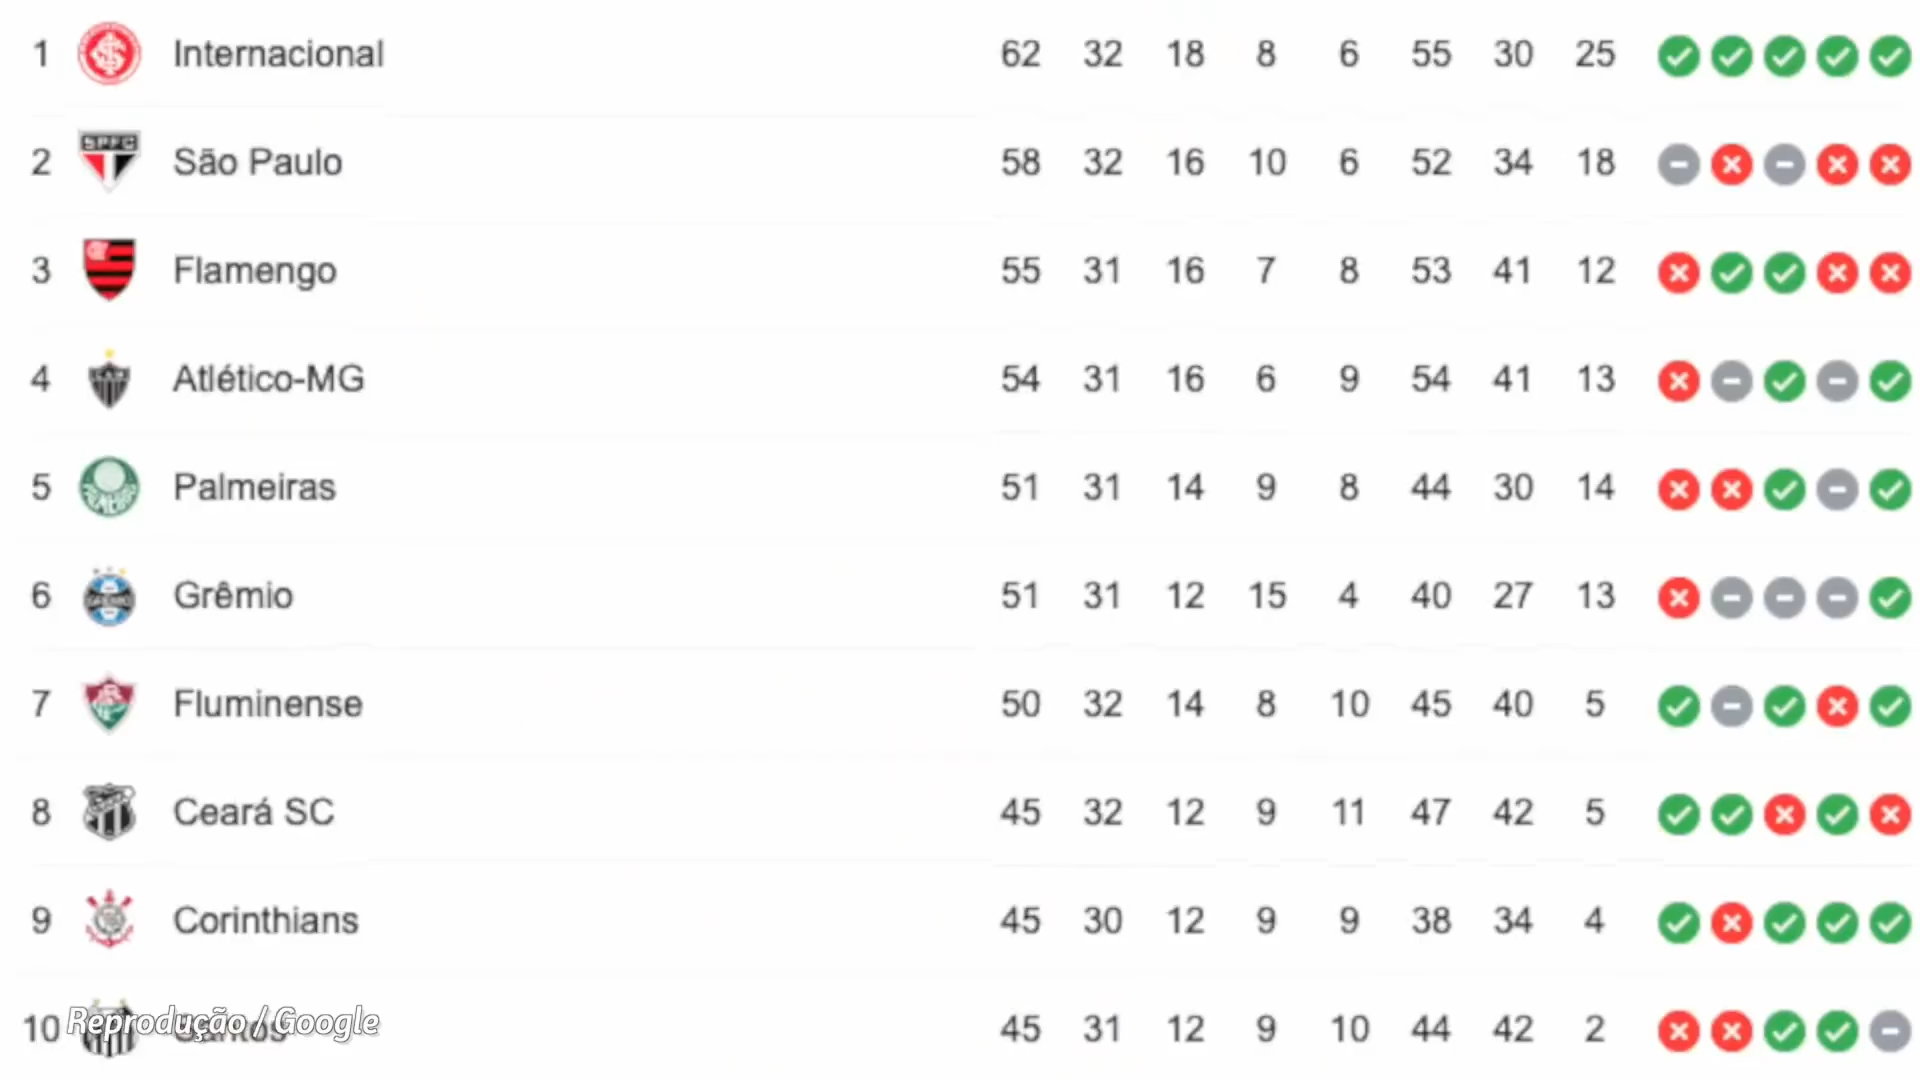 1 Internacional 62 32 18 8 6 55 30 25
2 SPFC São Paulo 58 32 16 10 6 52 34 18
3 Flamengo 55 31 16 7 8 53 41 12
4 Atlético-MG 54 31 16 6 9 54 41 13
5 Palmeiras 51 31 14 9 8 44 30 14
6 Grêmio 51 31 12 15 4 40 27 13
7 Fluminense 50 32 14 8 10 45 40 5
8 Ceará SC 45 32 12 9 11 47 42 5
9 Corinthians 45 30 12 9 9 38 34 4
10 Santos 45 31 12 9 10 44 42 2
Reprodução / Google